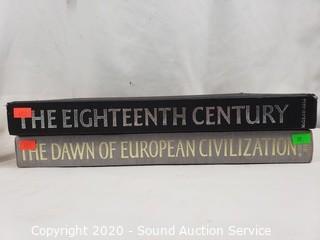 THE EIGHTEENTH CENTURY
THE DAWN OF EUROPEAN CIVILIZATION
Copyright © 2020 - Sound Auction Service